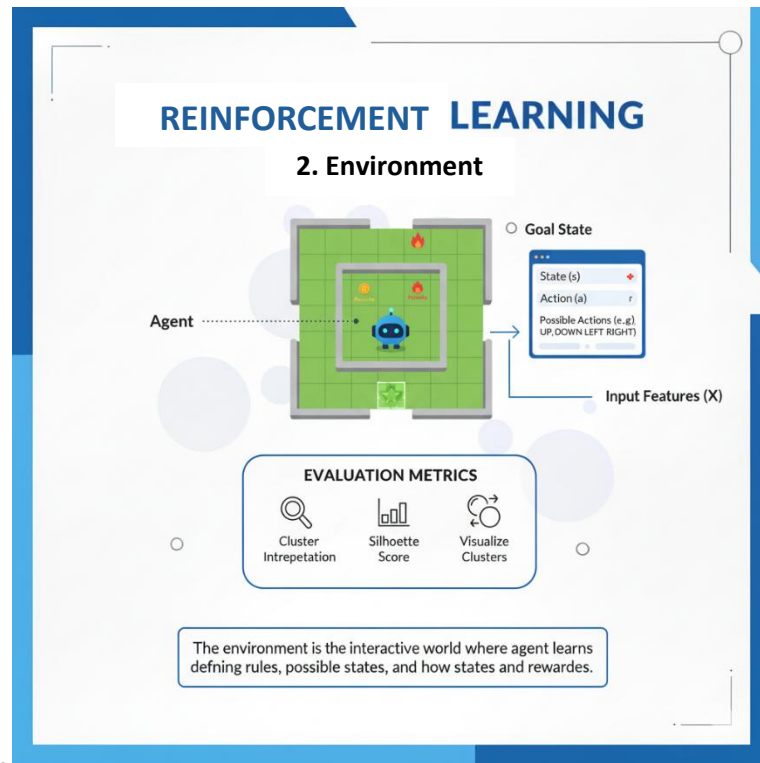 REINFORCEMENT LEARNING
2. Environment
Goal State
State (s)
Action (a) r
Possible Actions (e.g)
UP, DOWN LEFT RIGHT)
Agent
Input Features (X)
EVALUATION METRICS
Cluster
Intrepetation
Silhoette
Score
Visualize
Clusters
The environment is the interactive world where agent learns
defning rules, possible states, and how states and rewardes.